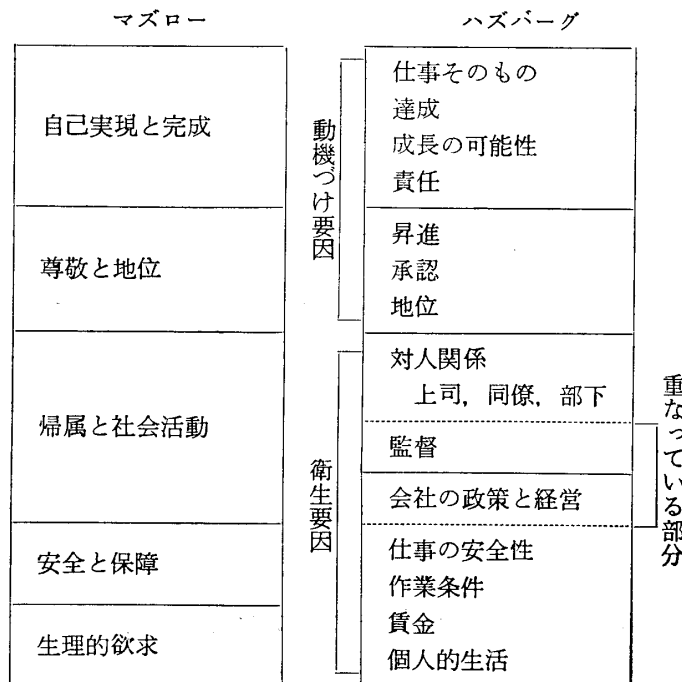 マズロー
自己実現と完成
尊敬と地位
帰属と社会活動
安全と保障
生理的欲求
ハズバーグ
動機づけ要因
仕事そのもの
達成
成長の可能性
責任
昇進
承認
地位
衛生要因
対人関係
上司，同僚，部下
監督
会社の政策と経営
仕事の安全性
作業条件
賃金
個人的生活
重なっている部分